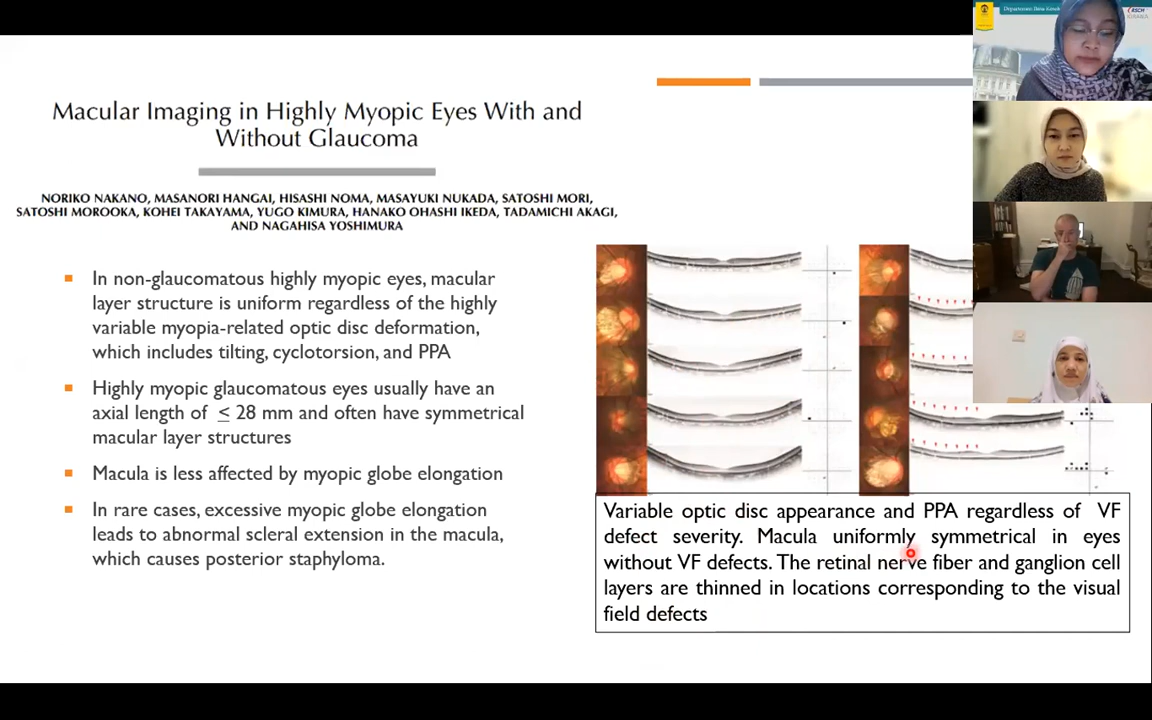 Macular Imaging in Highly Myopic Eyes With and
Without Glaucoma
NORIKO NAKANO, MASANORI HANGAI, HISASHI NOMA, MASAYUKI NUKADA, SATOSHI MORI,
SATOSHI MOROOKA, KOHEI TAKAYAMA, YUGO KIMURA, HANAKO OHASHI IKEDA, TADAMICHI AKAGI,
AND NAGAHISA YOSHIMURA
In non-glaucomatous highly myopic eyes, macular
layer structure is uniform regardless of the highly
variable myopia-related optic disc deformation,
which includes tilting, cyclotorsion, and PPA
Highly myopic glaucomatous eyes usually have an
axial length of ≤ 28 mm and often have symmetrical
macular layer structures
Macula is less affected by myopic globe elongation
In rare cases, excessive myopic globe elongation
leads to abnormal scleral extension in the macula,
which causes posterior staphyloma.
Variable optic disc appearance and PPA regardless of VF
defect severity. Macula uniformly symmetrical in eyes
without VF defects. The retinal nerve fiber and ganglion cell
layers are thinned in locations corresponding to the visual
field defects
RSCM